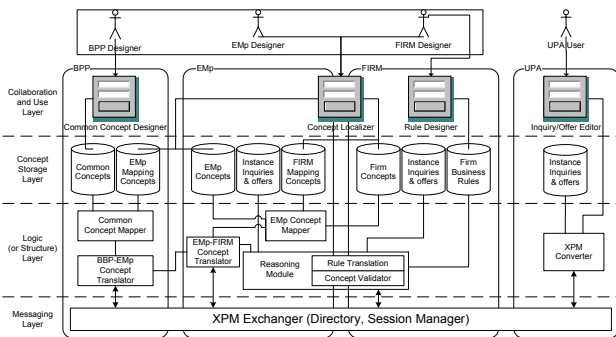 BPP Designer
EMp Designer
FIRM Designer
UPA User
BPP
EMp
FIRM
UPA
Collaboration
and Use
Layer
Common Concept Designer
Concept Localizer
Rule Designer
Inquiry/Offer Editor
Concept
Storage
Layer
Common
Concepts
EMp
Mapping
Concepts
EMp
Concepts
Instance
Inquiries
& offers
FIRM
Mapping
Concepts
Firm
Concepts
Instance
Inquiries
& offers
Firm
Business
Rules
Instance
Inquiries
& offers
Logic
(or Structure)
Layer
Common
Concept Mapper
BBP-EMp
Concept
Translator
EMp-FIRM
Concept
Translator
EMp Concept
Mapper
Reasoning
Module
Rule Translation
Concept Validator
XPM
Converter
Messaging
Layer
XPM Exchanger (Directory, Session Manager)